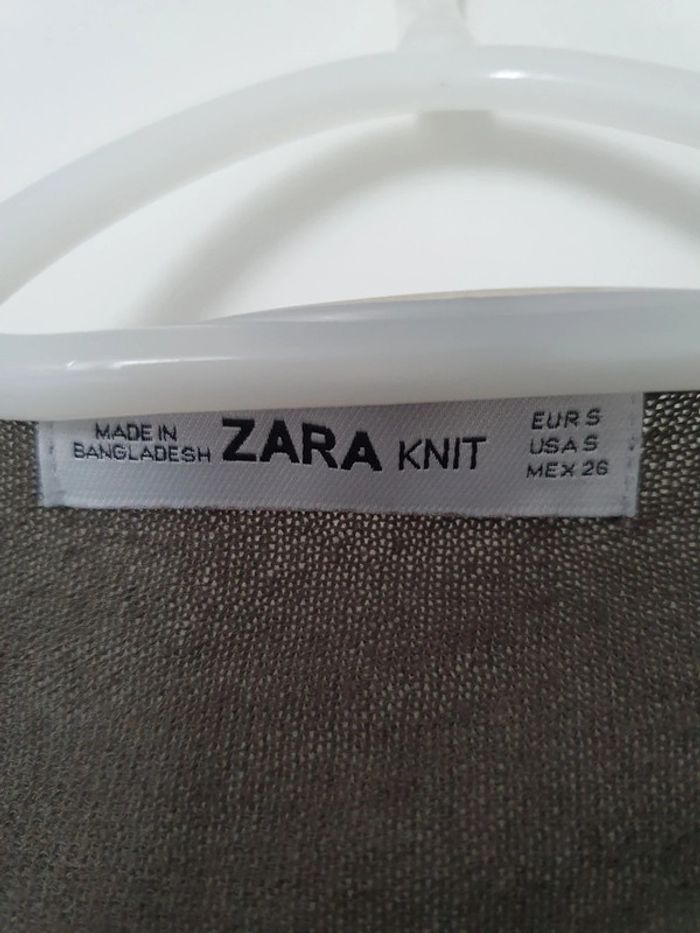 MADE IN
BANGLADESH
ZARA KNIT
EUR S
USA S
MEX 26